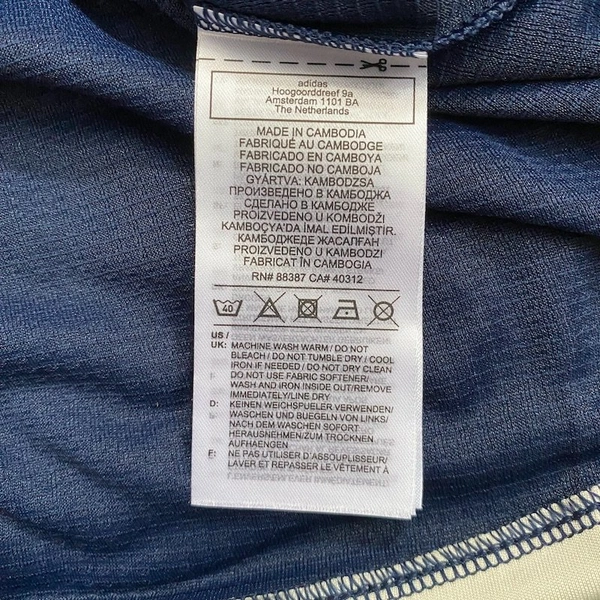 adidas
Hoogoorddreef 9a
Amsterdam 1101 BA
The Netherlands
MADE IN CAMBODIA
FABRIQUÉ AU CAMBODGE
FABRICADO EN CAMBOYA
FABRICADO NO CAMBOJA
GYÁRTVA: KAMBODZSA
ПРОИЗВЕДЕНО В КАМБОДЖА
СДЕЛАНО В КАМБОДЖЕ
PROIZVEDENO U KOMBODŽI
KAMBOÇYA'DA İMAL EDİLMİŞTİR.
КАМБОДЖЕДЕ ЖАСАЛҒАН
PROIZVEDENO U KAMBODZI
FABRICAT ÎN CAMBOGIA
RN# 88387 CA# 40312
40
US /
UK: MACHINE WASH WARM / DO NOT
BLEACH / DO NOT TUMBLE DRY / COOL
IRON IF NEEDED / DO NOT DRY CLEAN
DO NOT USE FABRIC SOFTENER/
WASH AND IRON INSIDE OUT/REMOVE
IMMEDIATELY/LINE DRY
D: KEINEN WEICHSPUELER VERWENDEN/
WASCHEN UND BUEGELN VON LINKS/
NACH DEM WASCHEN SOFORT
HERAUSNEHMEN/ZUM TROCKNEN
AUFHAENGEN
F: NE PAS UTILISER D'ASSOUPLISSEUR/
LAVER ET REPASSER LE VÊTEMENT À